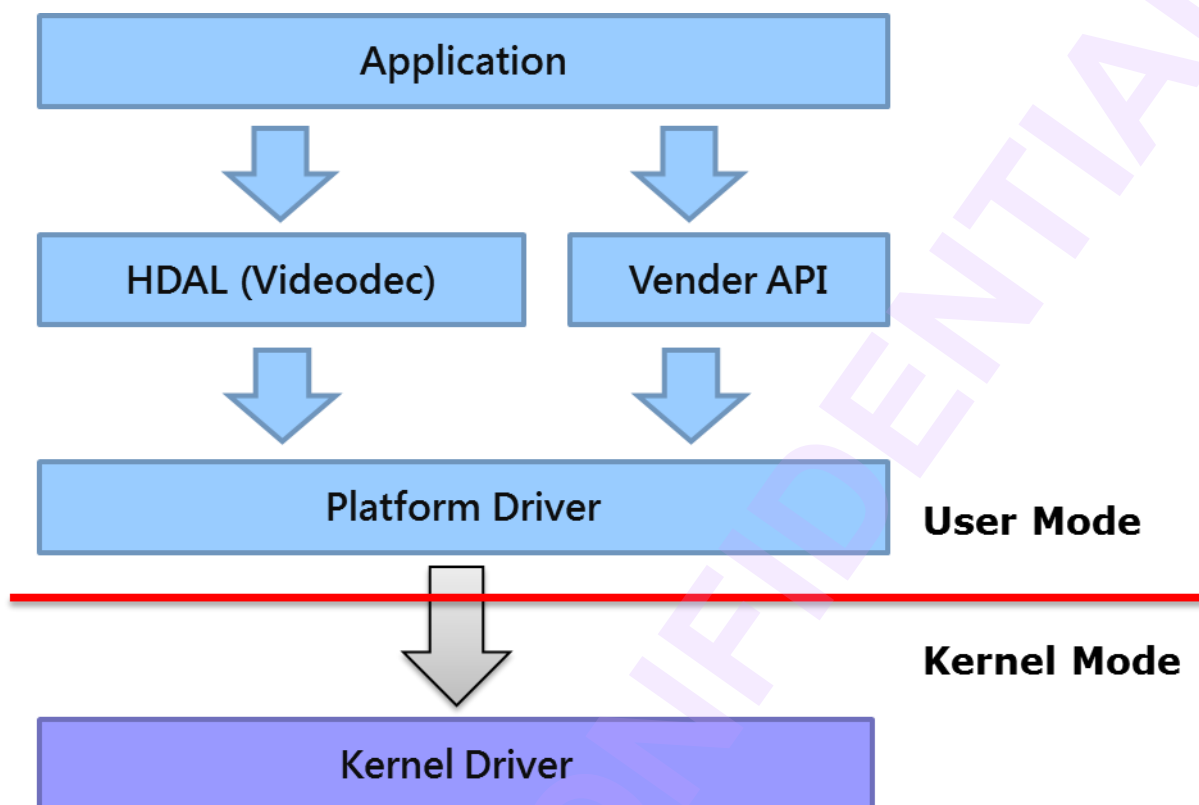 Application
HDAL (Videodec)
Vender API
Platform Driver
User Mode
Kernel Mode
Kernel Driver